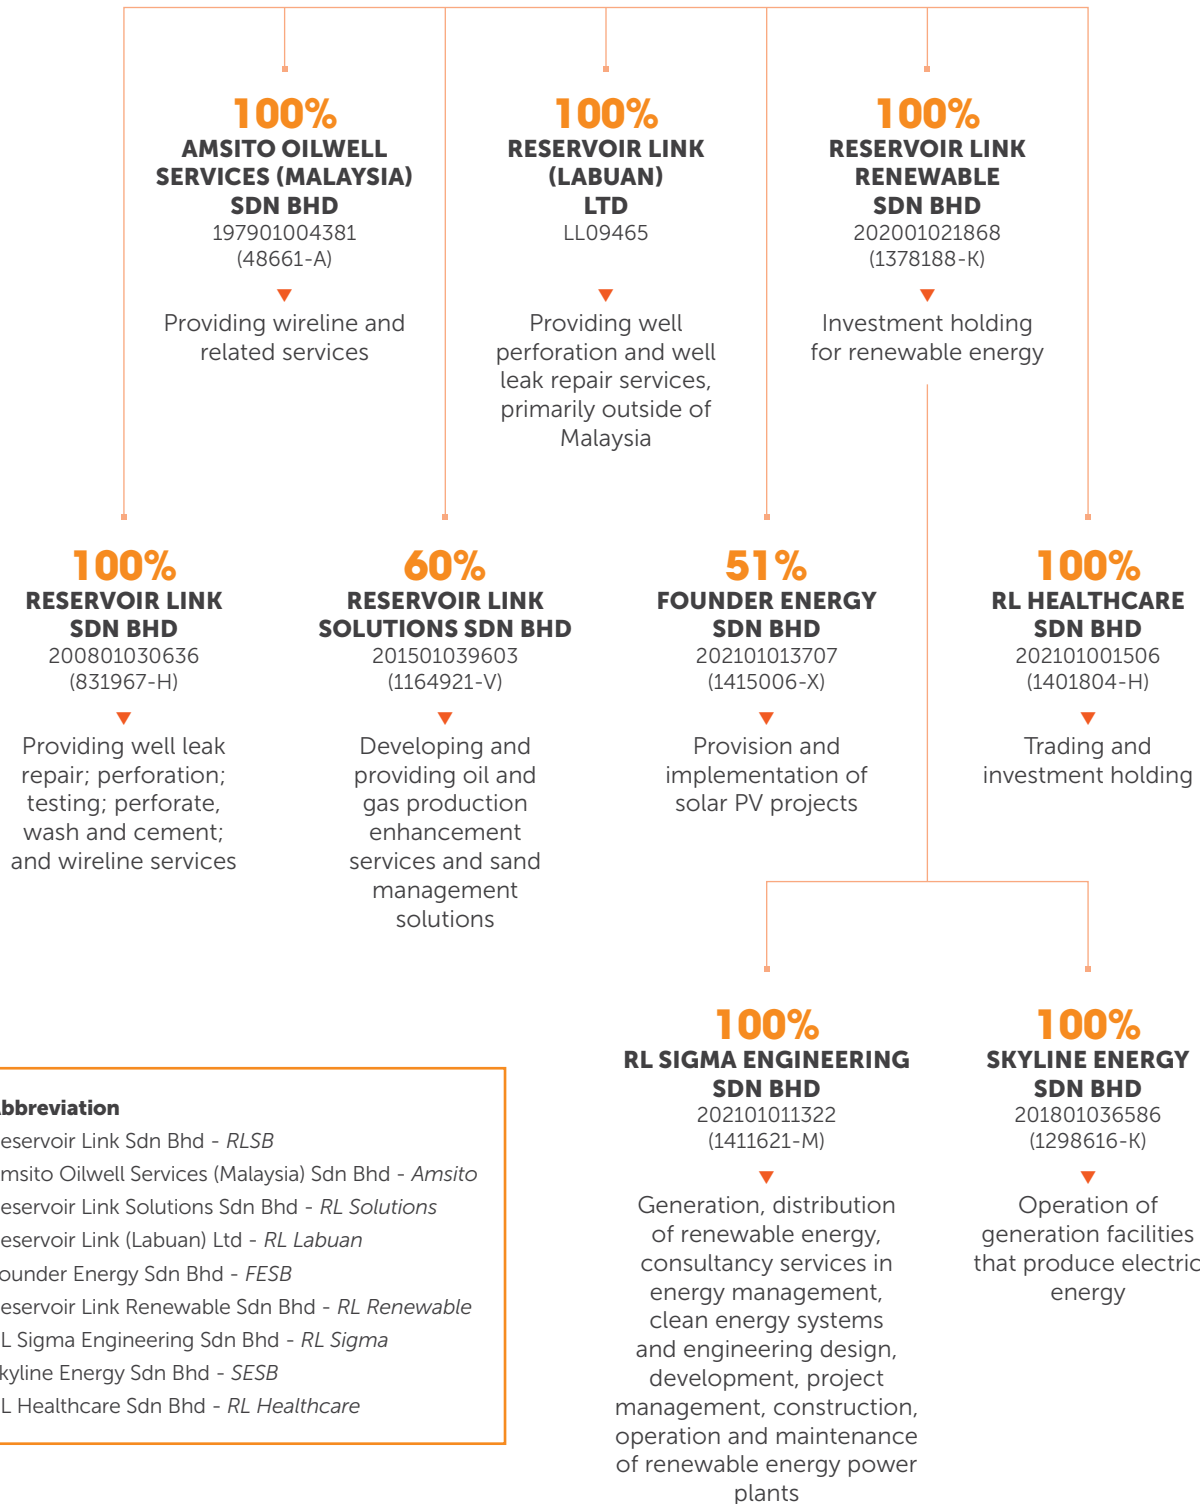 100%
AMSITO OILWELL
SERVICES (MALAYSIA)
SDN BHD
197901004381
(48661-A)
Providing wireline and
related services
100%
RESERVOIR LINK
(LABUAN)
LTD
LL09465
Providing well
perforation and well
leak repair services,
primarily outside of
Malaysia
100%
RESERVOIR LINK
RENEWABLE
SDN BHD
202001021868
(1378188-K)
Investment holding
for renewable energy
100%
RESERVOIR LINK
SDN BHD
200801030636
(831967-H)
Providing well leak
repair; perforation;
testing; perforate,
wash and cement;
and wireline services
60%
RESERVOIR LINK
SOLUTIONS SDN BHD
201501039603
(1164921-V)
Developing and
providing oil and
gas production
enhancement
services and sand
management
solutions
51%
FOUNDER ENERGY
SDN BHD
202101013707
(1415006-X)
Provision and
implementation of
solar PV projects
100%
RL HEALTHCARE
SDN BHD
202101001506
(1401804-H)
Trading and
investment holding
100%
RL SIGMA ENGINEERING
SDN BHD
202101011322
(1411621-M)
Generation, distribution
of renewable energy,
consultancy services in
energy management,
clean energy systems
and engineering design,
development, project
management, construction,
operation and maintenance
of renewable energy power
plants
100%
SKYLINE ENERGY
SDN BHD
201801036586
(1298616-K)
Operation of
generation facilities
that produce electric
energy
bbreviation
eservoir Link Sdn Bhd - RLSB
msito Oilwell Services (Malaysia) Sdn Bhd - Amsito
eservoir Link Solutions Sdn Bhd - RL Solutions
eservoir Link (Labuan) Ltd - RL Labuan
ounder Energy Sdn Bhd - FESB
eservoir Link Renewable Sdn Bhd - RL Renewable
L Sigma Engineering Sdn Bhd - RL Sigma
kyline Energy Sdn Bhd - SESB
L Healthcare Sdn Bhd - RL Healthcare